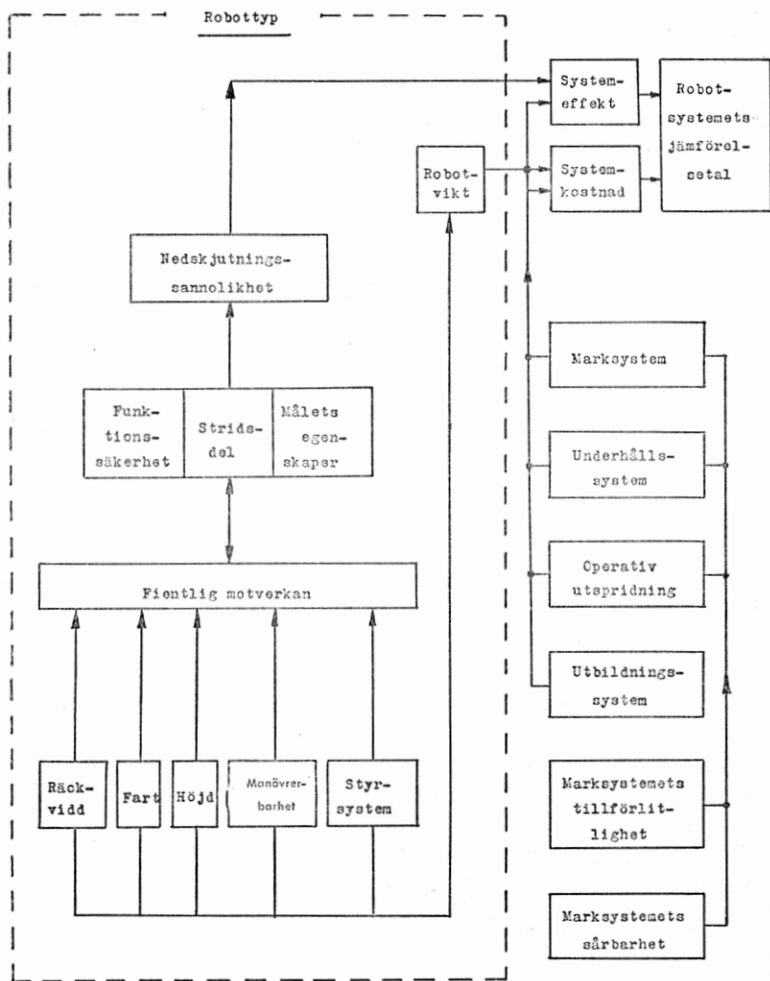 Robottyp
System-
effekt
Robot-
systemets
jämförel-
setal
Robot-
vikt
System-
kostnad
Nedskjutnings-
sannolikhet
Marksystem
Funk-
tions-
säkerhet
Strids-
del
Målets
egen-
skaper
Underhålls-
system
Fientlig motverkan
Operativ
utspridning
Utbildnings-
system
Räck-
vidd
Fart
Höjd
Manövrer-
barhet
Styr-
system
Marksystemets
tillförlit-
lighet
Marksystemets
sårbarhet